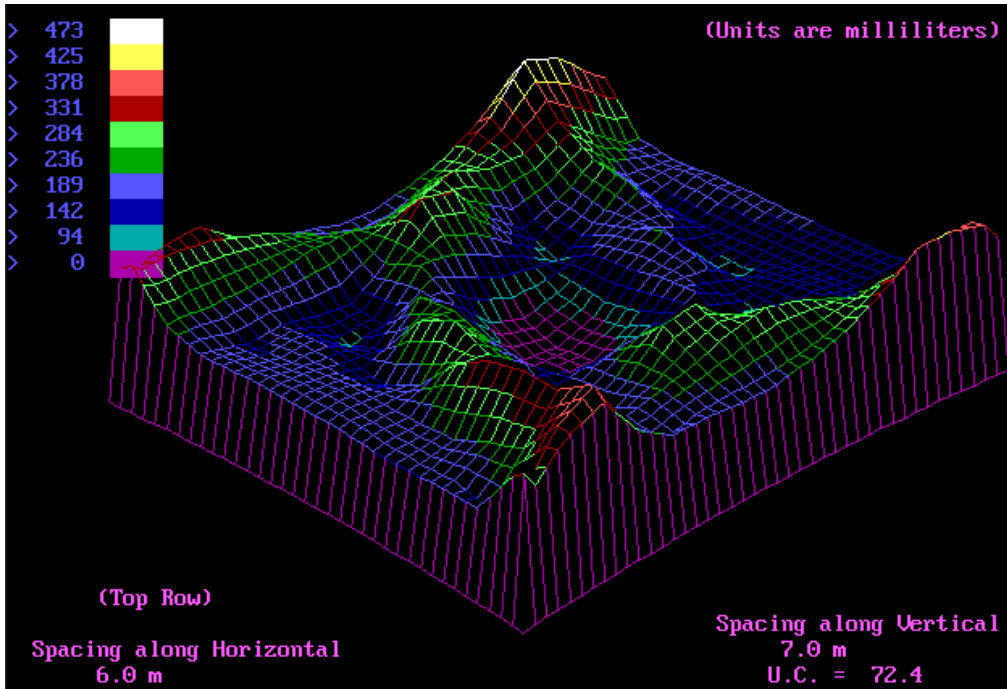 > 473
(Units are milliliters)
> 425
> 378
> 331
> 284
> 236
> 189
> 142
> 94
> 0
(Top Row)
Spacing along Horizontal
6.0 m
Spacing along Vertical
7.0 m
U.C. = 72.4